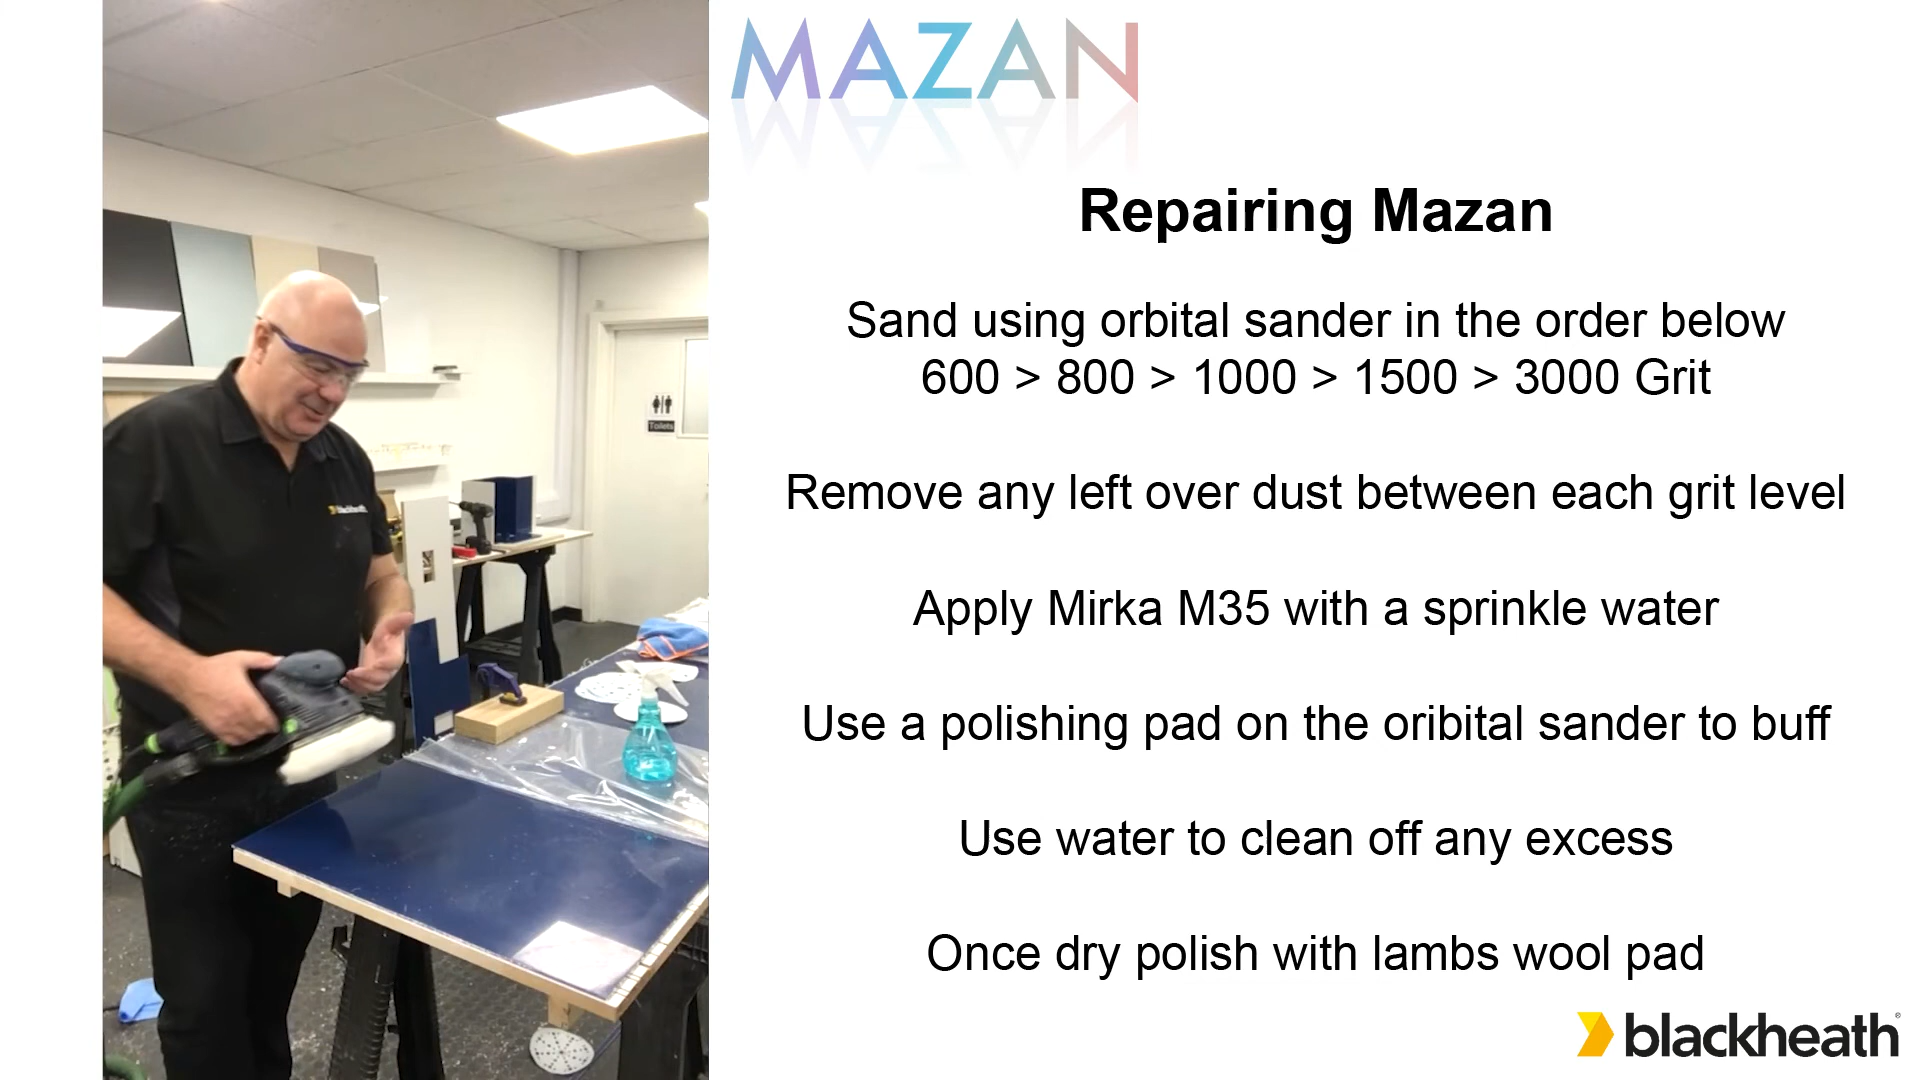 MAZAN
Repairing Mazan
Sand using orbital sander in the order below
600 > 800 > 1000 > 1500 > 3000 Grit
Remove any left over dust between each grit level
Apply Mirka M35 with a sprinkle water
Use a polishing pad on the oribital sander to buff
Use water to clean off any excess
Once dry polish with lambs wool pad
blackheath®
Toilets
blackheath